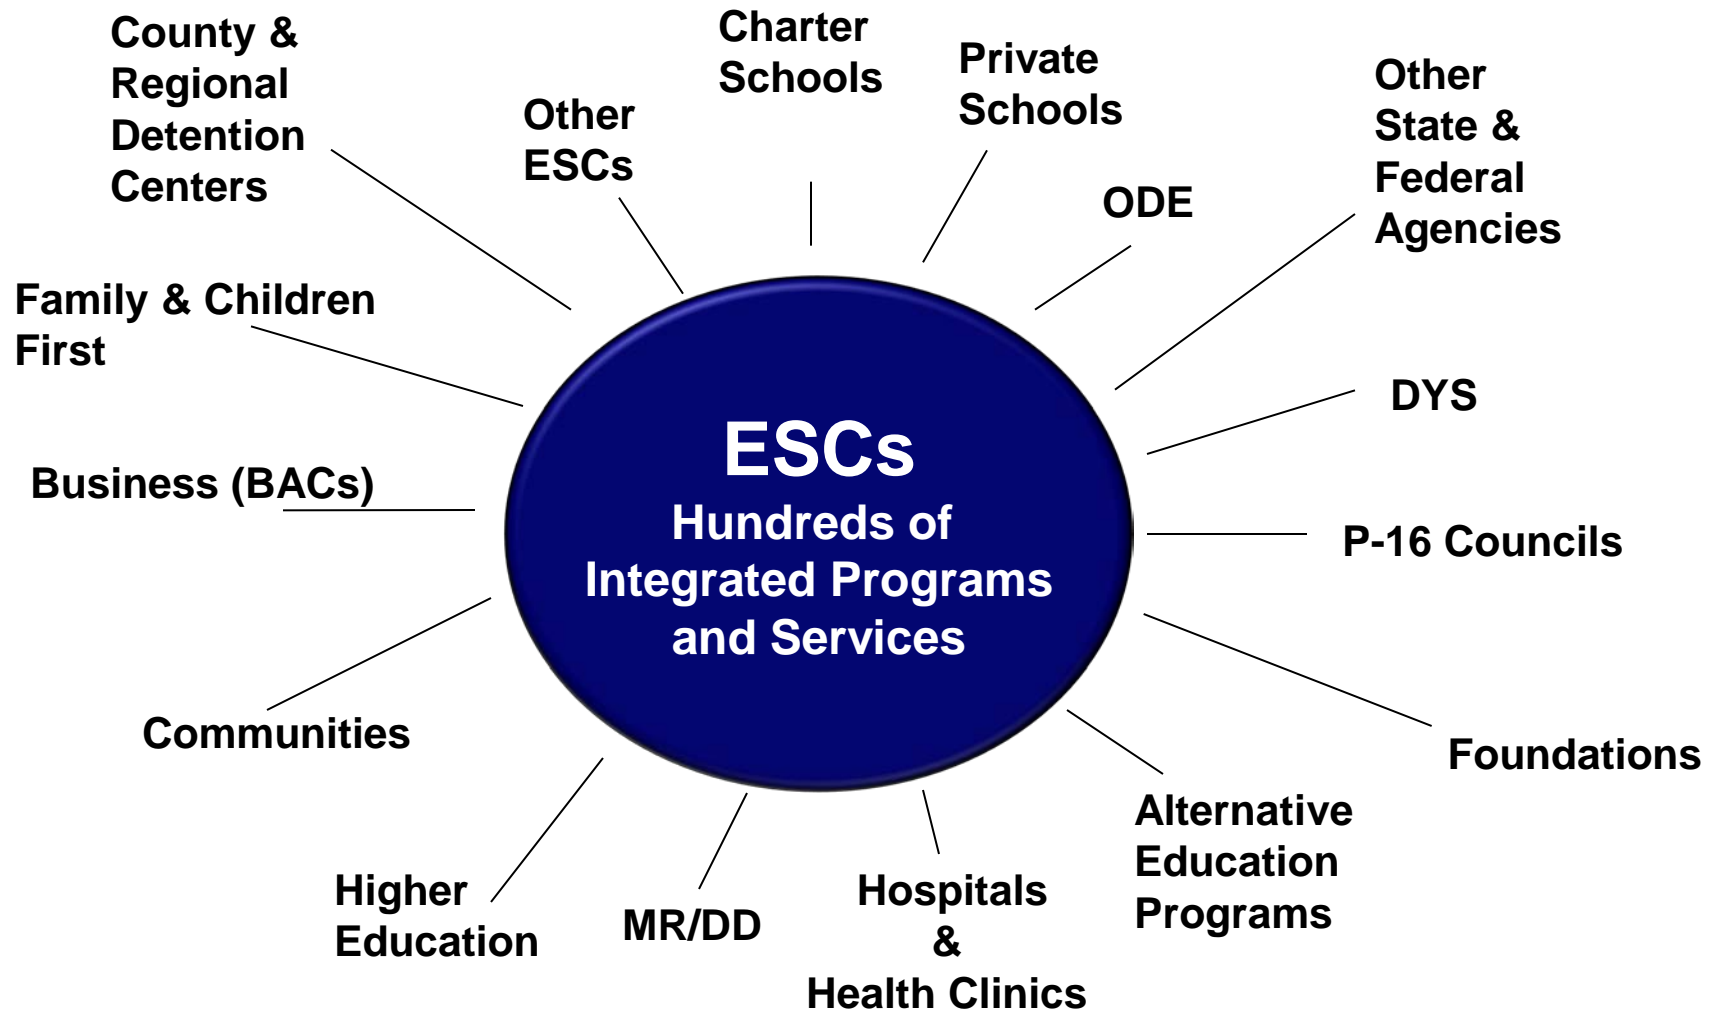 County &
Regional
Detention
Centers
Other
ESCs
Charter
Schools
Private
Schools
ODE
Other
State &
Federal
Agencies
Family & Children
First
DYS
Business (BACs)
ESCs
Hundreds of
Integrated Programs
and Services
P-16 Councils
Communities
Foundations
Higher
Education
MR/DD
Hospitals
&
Health Clinics
Alternative
Education
Programs